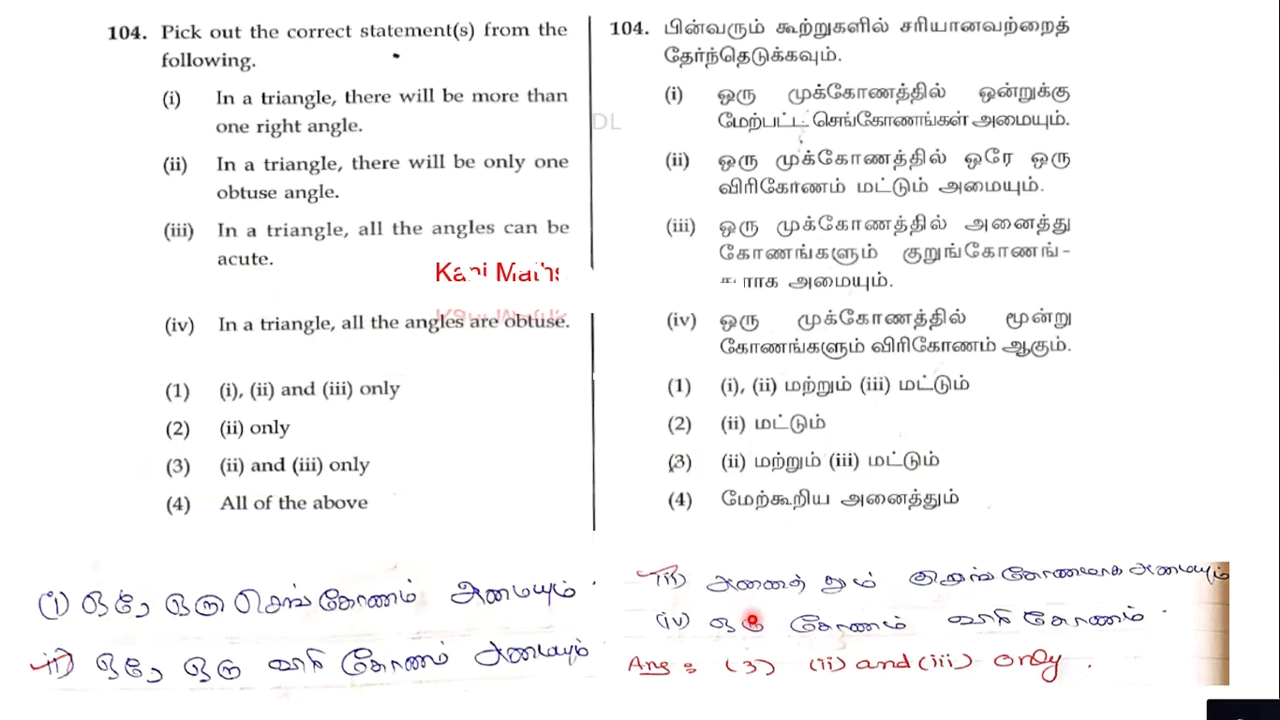 104. Pick out the correct statement(s) from the
following.
(i) In a triangle, there will be more than
one right angle.
(ii) In a triangle, there will be only one
obtuse angle.
(iii) In a triangle, all the angles can be
acute.
(iv) In a triangle, all the angles are obtuse.
(1) (i), (ii) and (iii) only
(2) (ii) only
(3) (ii) and (iii) only
(4) All of the above
DL
104. பின்வரும் கூற்றுகளில் சரியானவற்றைத்
தேர்ந்தெடுக்கவும்.
(i) ஒரு முக்கோணத்தில் ஒன்றுக்கு
மேற்பட்ட செங்கோணங்கள் அமையும்.
(ii) ஒரு முக்கோணத்தில் ஒரே ஒரு
விரிகோணம் மட்டும் அமையும்.
(iii) ஒரு முக்கோணத்தில் அனைத்து
கோணங்களும் குறுங்கோணங்-
அமையும்.
(iv) ஒரு முக்கோணத்தில் மூன்று
கோணங்களும் விரிகோணம் ஆகும்.
(1) (i), (ii) மற்றும் (iii) மட்டும்
(2) (ii) மட்டும்
(3) (ii) மற்றும் (iii) மட்டும்
(4) மேற்கூறிய அனைத்தும்
(i) ஒரே ஒரு செங்கோணம் அமையும்.
ii) ஒரே ஒரு விரி கோணம் அமையும்
(iii) அனைத்தும் குறுங்கோணமாக அமையும்
(iv) ஒரு கோணம் விரிகோணம்.
Ans : (3) (ii) and (iii) only.